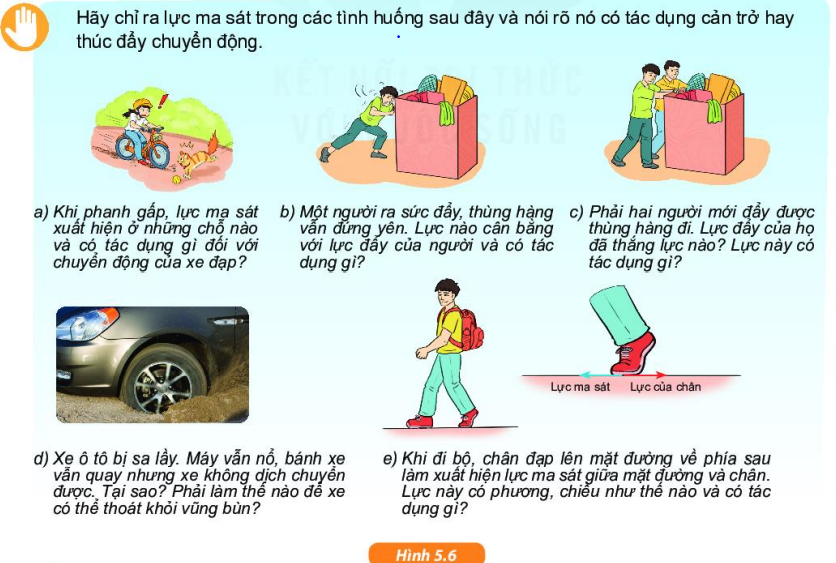 Hãy chỉ ra lực ma sát trong các tình huống sau đây và nói rõ nó có tác dụng cản trở hay
thúc đẩy chuyển động.
KẾT NỐI TRI THỨC
VỚI CUỘC SỐNG
a) Khi phanh gấp, lực ma sát
xuất hiện ở những chỗ nào
và có tác dụng gì đối với
chuyển động của xe đạp?
b) Một người ra sức đẩy, thùng hàng
vẫn đứng yên. Lực nào cân bằng
với lực đẩy của người và có tác
dụng gì?
c) Phải hai người mới đẩy được
thùng hàng đi. Lực đẩy của họ
đã thắng lực nào? Lực này có
tác dụng gì?
Lực ma sát
Lực của chân
d) Xe ô tô bị sa lầy. Máy vẫn nổ, bánh xe
vẫn quay nhưng xe không dịch chuyển
được. Tại sao? Phải làm thế nào để xe
có thể thoát khỏi vũng bùn?
e) Khi đi bộ, chân đạp lên mặt đường về phía sau
làm xuất hiện lực ma sát giữa mặt đường và chân.
Lực này có phương, chiều như thế nào và có tác
dụng gì?
Hình 5.6